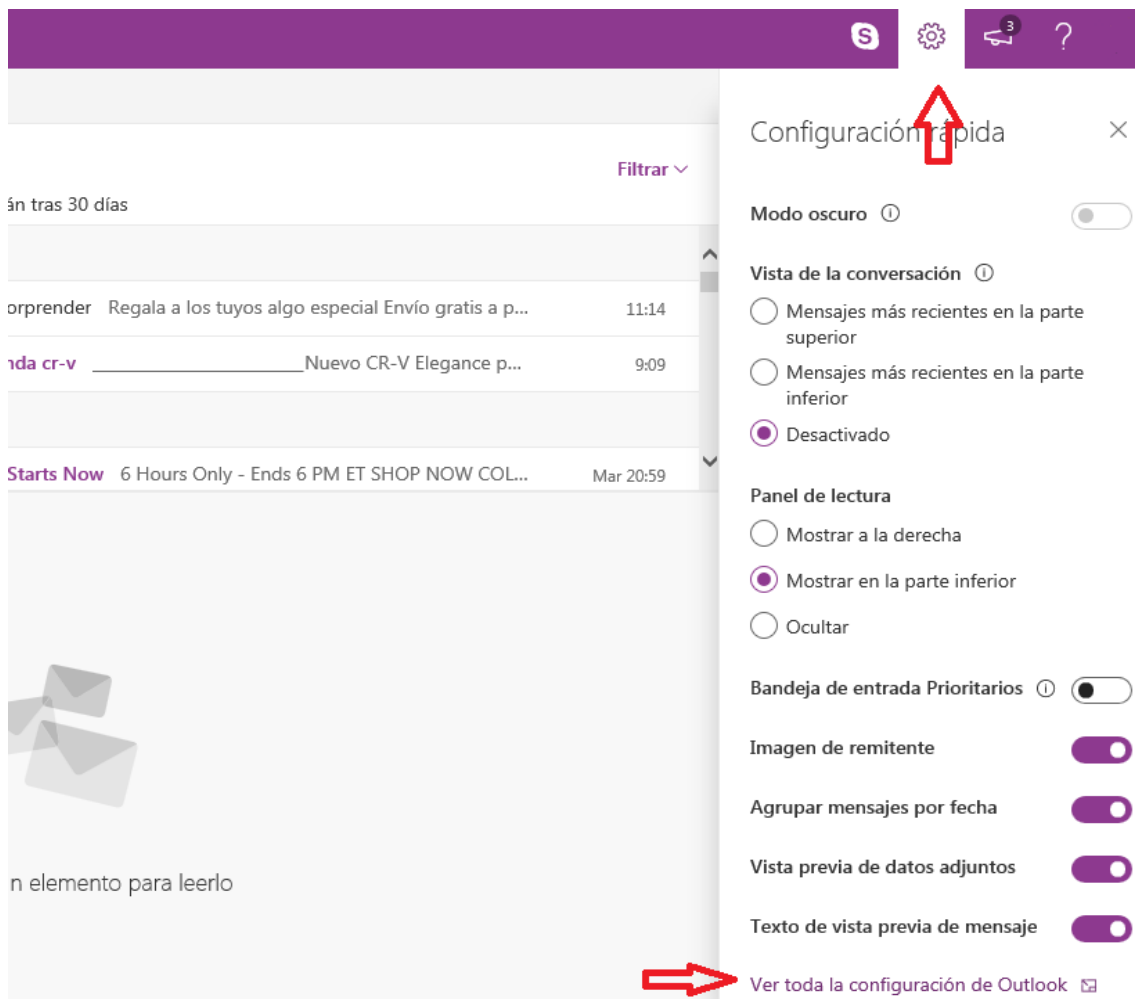 S
3
?
Configuración rápida
Filtrar
án tras 30 días
Modo oscuro
Vista de la conversación
orprender Regala a los tuyos algo especial Envío gratis a p... 11:14
Mensajes más recientes en la parte
superior
nda cr-v ________________________Nuevo CR-V Elegance p... 9:09
Mensajes más recientes en la parte
inferior
Desactivado
Starts Now 6 Hours Only - Ends 6 PM ET SHOP NOW COL... Mar 20:59
Panel de lectura
Mostrar a la derecha
Mostrar en la parte inferior
Ocultar
Bandeja de entrada Prioritarios
Imagen de remitente
Agrupar mensajes por fecha
Vista previa de datos adjuntos
n elemento para leerlo
Texto de vista previa de mensaje
Ver toda la configuración de Outlook